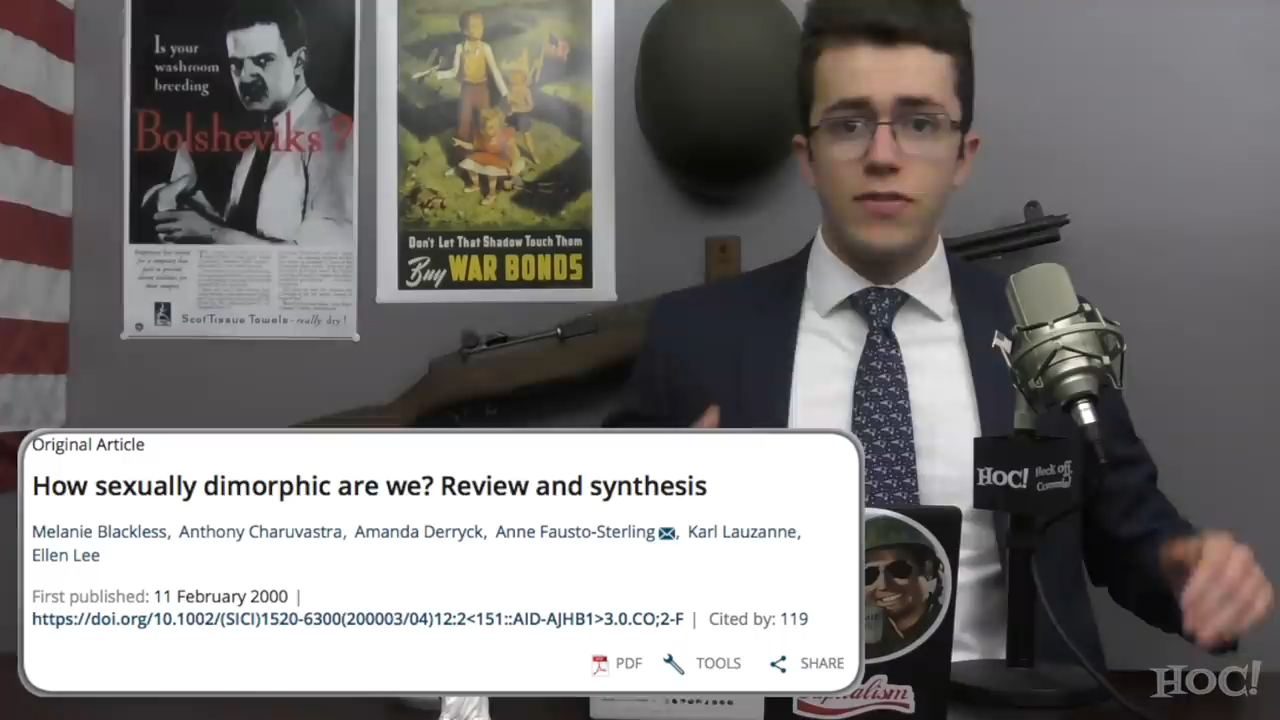 Is your
washroom
breeding
Bolsheviks?
ScotTissue Towels - really dry!
Don't Let That Shadow Touch Them
Buy WAR BONDS
Original Article
How sexually dimorphic are we? Review and synthesis
Melanie Blackless, Anthony Charuvastra, Amanda Derryck, Anne Fausto-Sterling, Karl Lauzanne,
Ellen Lee
First published: 11 February 2000 |
https://doi.org/10.1002/(SICI)1520-6300(200003/04)12:2<151::AID-AJHB1>3.0.CO;2-F | Cited by: 119
PDF TOOLS SHARE
HOC! Heck off,
HOC!